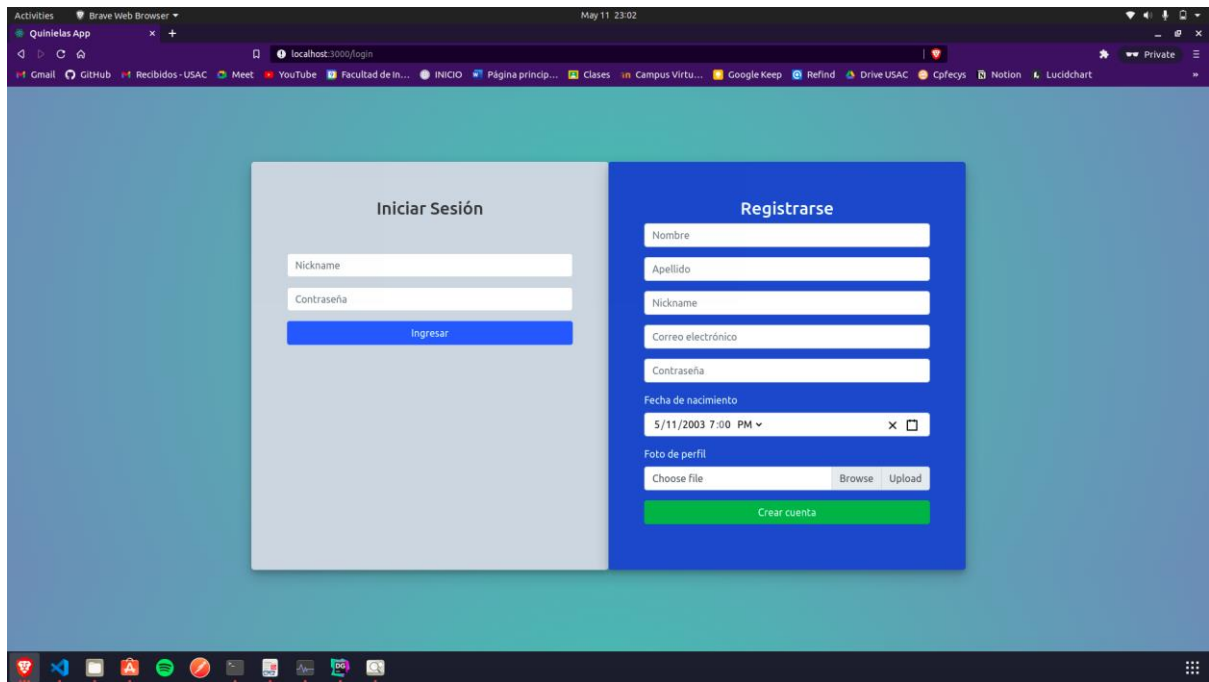 Activities Brave Web Browser May 11 23:02
Quinielas App
localhost:3000/login Private
Gmail GitHub Recibidos - USAC Meet YouTube Facultad de In... INICIO Página princip... Clases Campus Virtu... Google Keep Refind Drive USAC Cpfecys Notion Lucidchart »
Iniciar Sesión
Nickname
Contraseña
Ingresar
Registrarse
Nombre
Apellido
Nickname
Correo electrónico
Contraseña
Fecha de nacimiento
5/11/2003 7:00 PM
Foto de perfil
Choose file Browse Upload
Crear cuenta